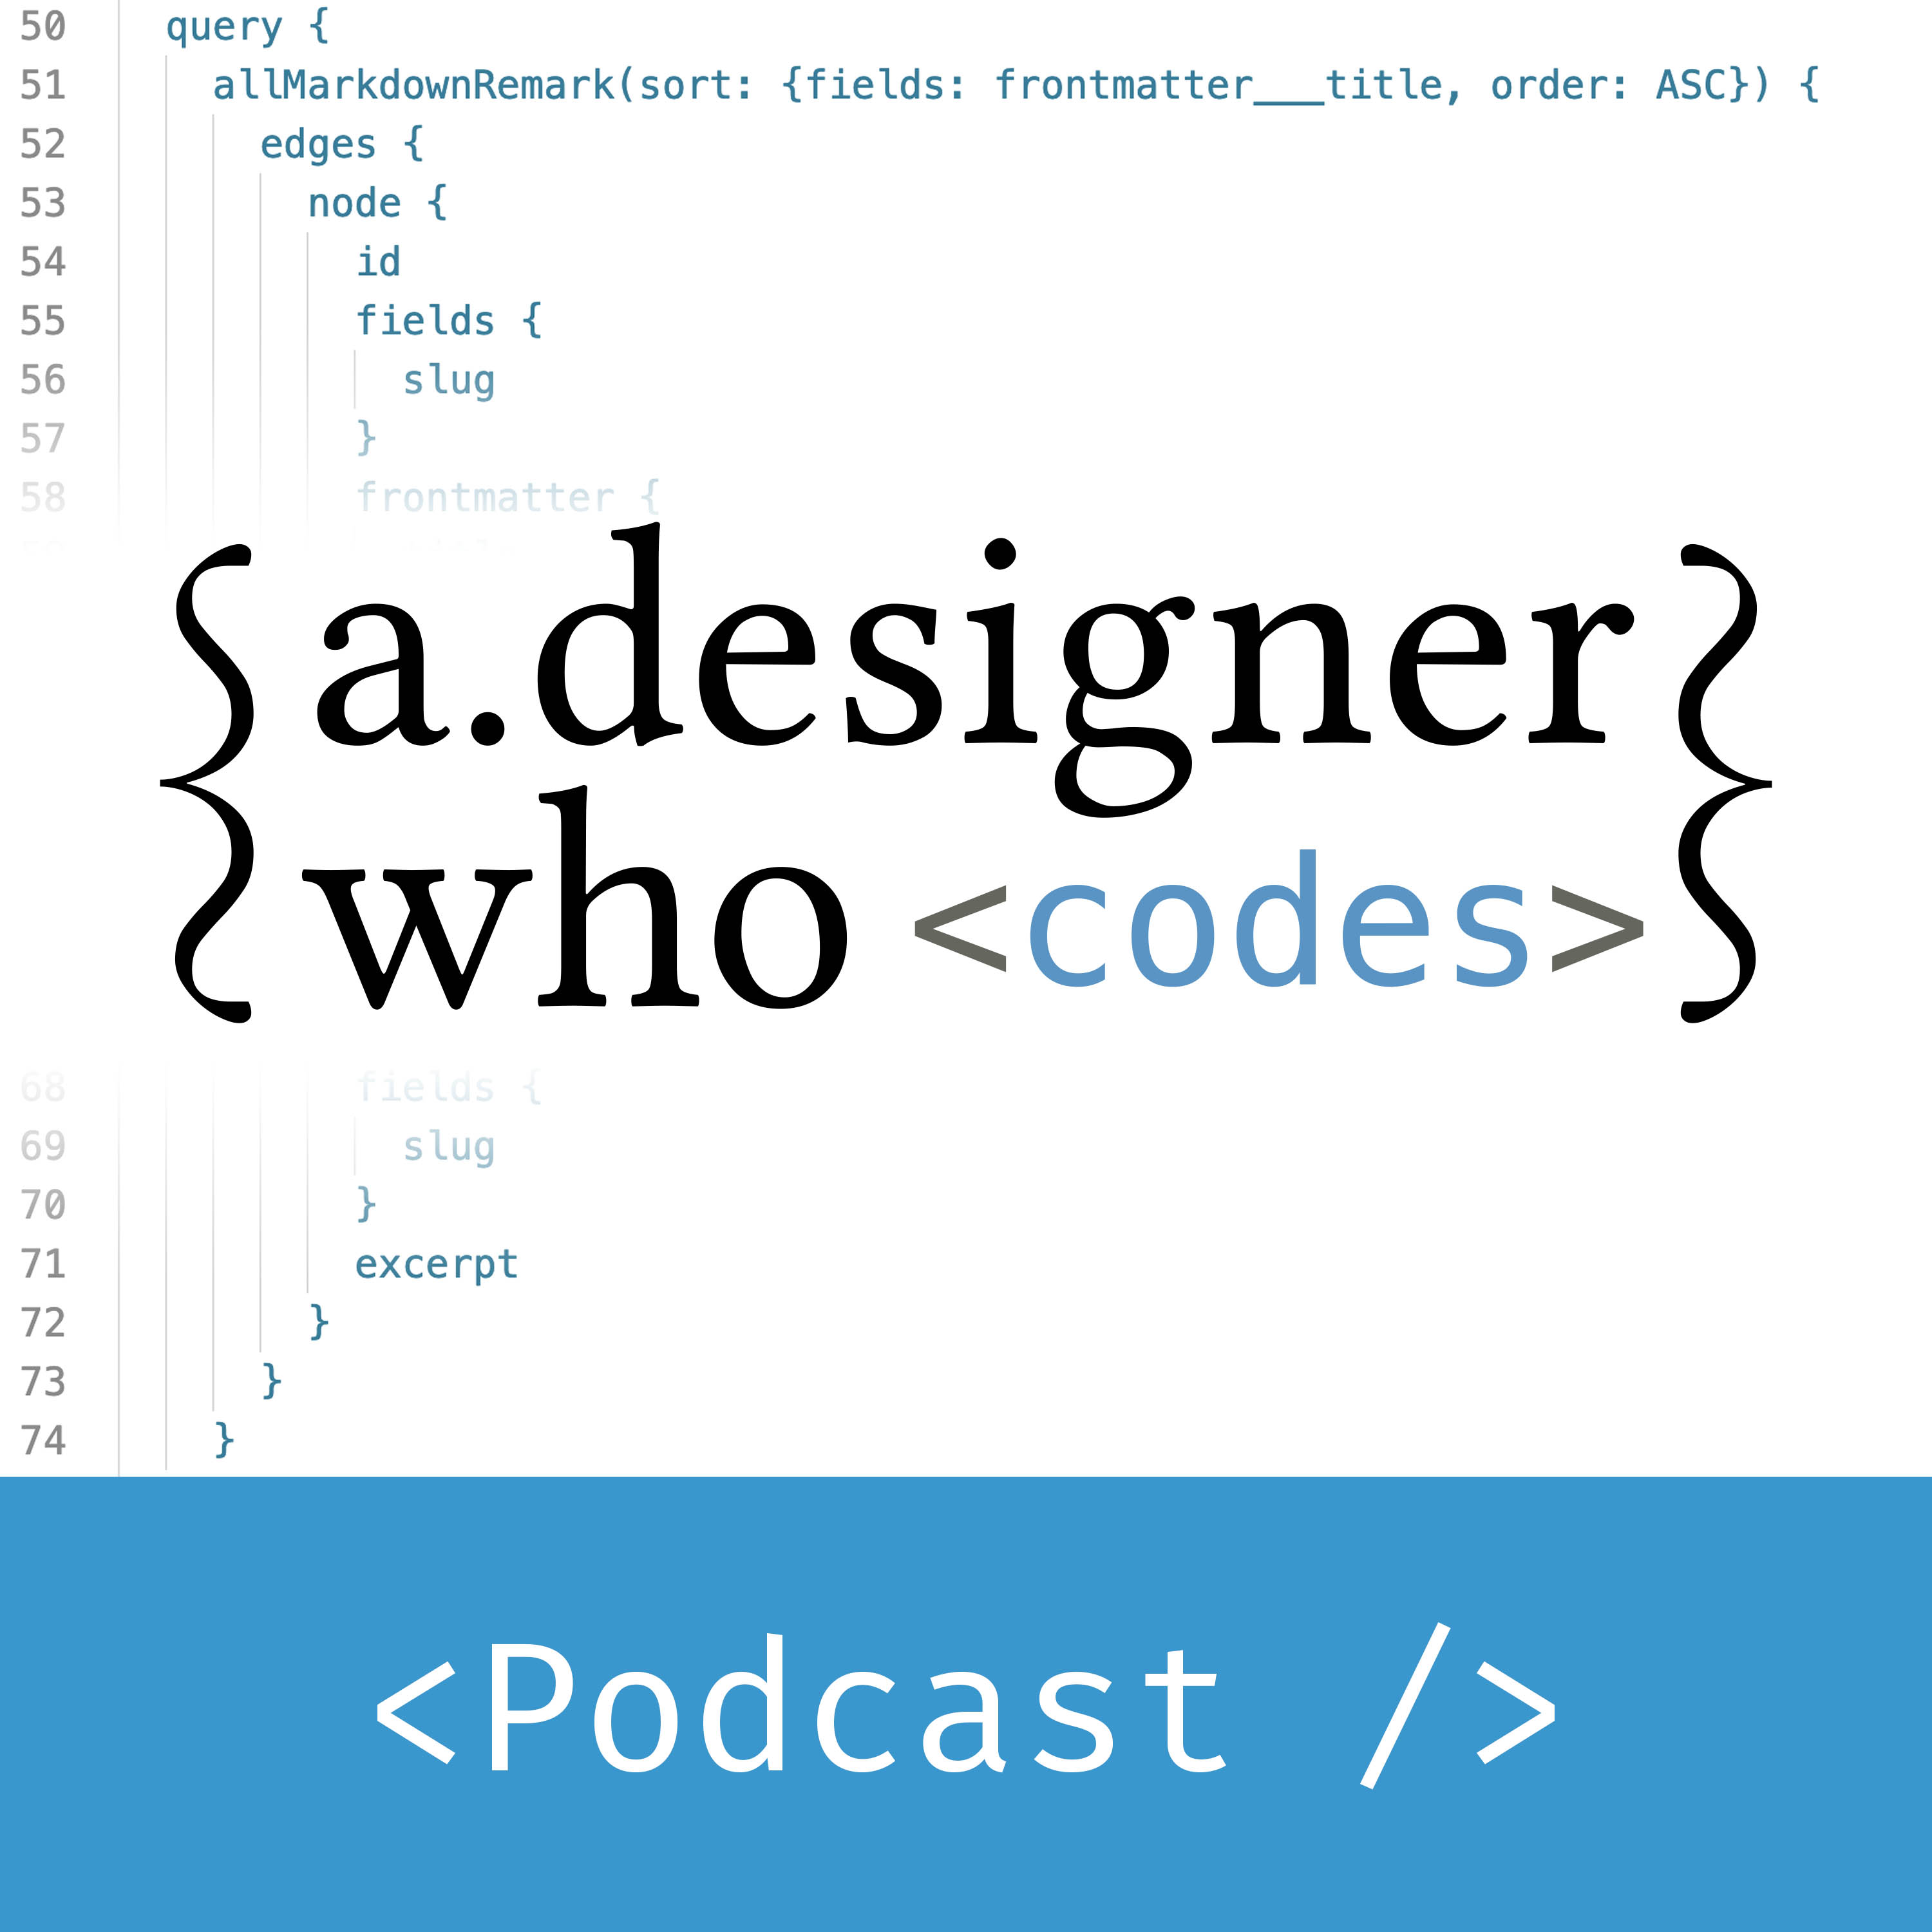 50 query {
51 allMarkdownRemark(sort: {fields: frontmatter___title, order: ASC}) {
52 edges {
53 node {
54 id
55 fields {
56 slug
57 }
58 frontmatter {
{a.designer
who <codes>}
68 fields {
69 slug
70 }
71 excerpt
72 }
73 }
74 }
<Podcast />